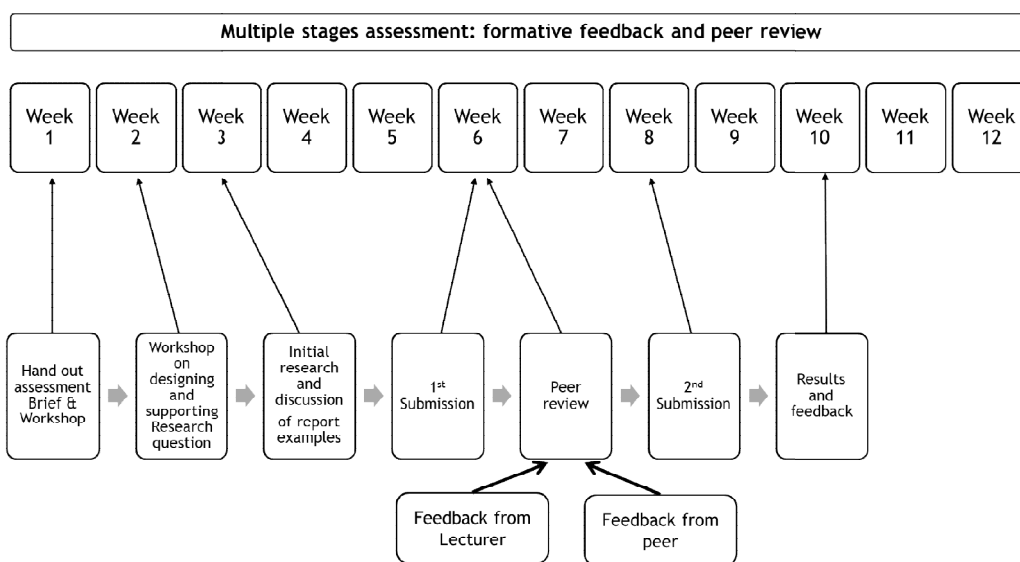 Multiple stages assessment: formative feedback and peer review
Week
1
Week
2
Week
3
Week
4
Week
5
Week
6
Week
7
Week
8
Week
9
Week
10
Week
11
Week
12
Hand out
assessment
Brief &
Workshop
Workshop
on
designing
and
supporting
Research
question
Initial
research
and
discussion
of report
examples
1st
Submission
Peer
review
2nd
Submission
Results
and
feedback
Feedback from
Lecturer
Feedback from
peer